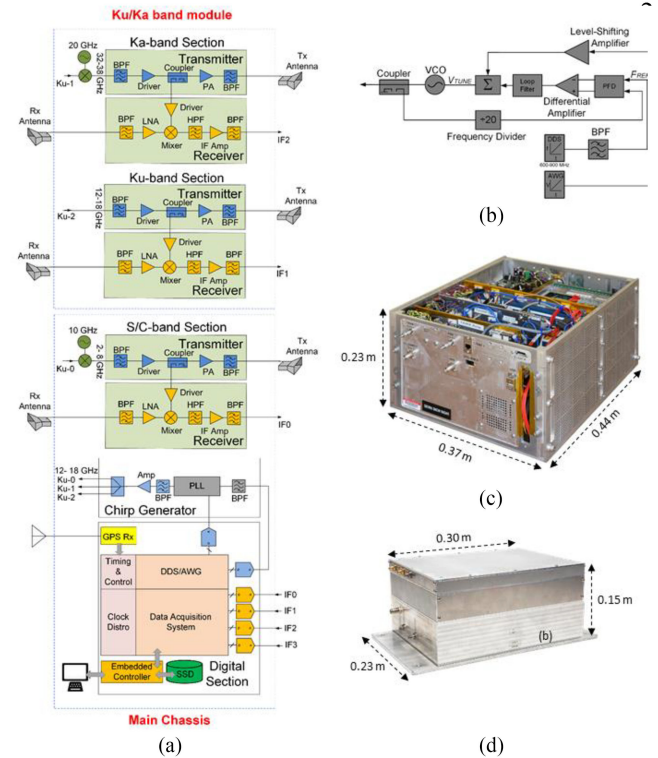 Ku/Ka band module
Ka-band Section
20 GHz
32-38 GHz
Ku-1
Transmitter
BPF
Driver
Coupler
PA
BPF
Tx
Antenna
Rx
Antenna
Driver
BPF
LNA
Mixer
HPF
IF Amp
BPF
IF2
Receiver
Ku-band Section
12-18 GHz
Ku-2
Transmitter
BPF
Driver
Coupler
PA
BPF
Tx
Antenna
Rx
Antenna
Driver
BPF
LNA
Mixer
HPF
IF Amp
BPF
IF1
Receiver
S/C-band Section
10 GHz
2- 8 GHz
Ku-0
Transmitter
BPF
Driver
Coupler
PA
BPF
Tx
Antenna
Rx
Antenna
Driver
BPF
LNA
Mixer
HPF
IF Amp
BPF
IF0
Receiver
12- 18 GHz
Ku-0
Ku-1
Ku-2
Amp
BPF
PLL
BPF
Chirp Generator
GPS Rx
Timing
&
Control
DDS/AWG
Clock
Distro
Data Acquisition
System
IF0
IF1
IF2
IF3
Embedded
Controller
SSD
Digital
Section
Main Chassis
(a)
Level-Shifting
Amplifier
Coupler
VCO
VTUNE
Σ
Loop
Filter
Differential
Amplifier
PFD
÷20
Frequency Divider
DDS
600-900 MHz
BPF
AWG
(b)
0.23 m
0.37 m
0.44 m
(c)
0.30 m
0.15 m
(b)
0.23 m
(d)